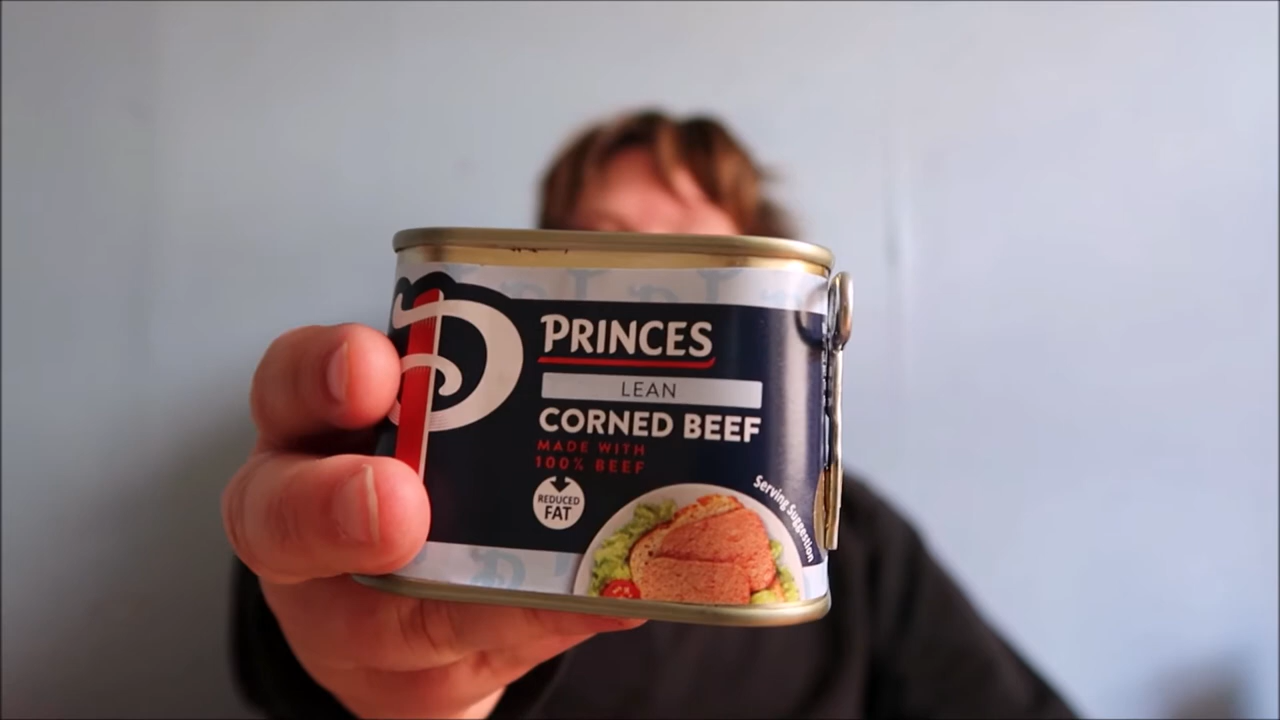 P
PRINCES
LEAN
CORNED BEEF
MADE WITH
100% BEEF
REDUCED
FAT
Serving Suggestion